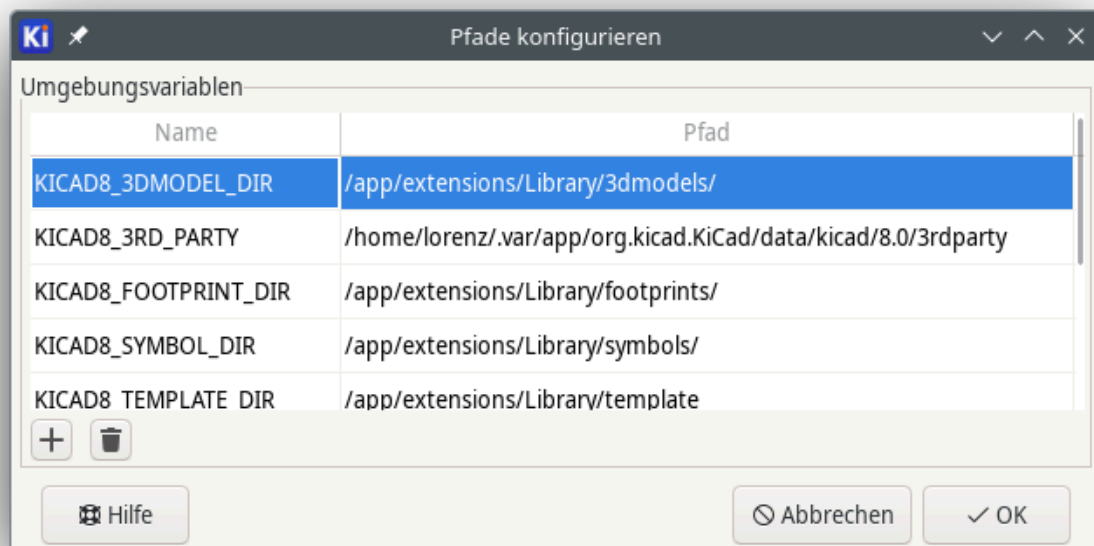 Ki Pfade konfigurieren
Umgebungsvariablen
Name Pfad
KICAD8_3DMODEL_DIR /app/extensions/Library/3dmodels/
KICAD8_3RD_PARTY /home/lorenz/.var/app/org.kicad.KiCad/data/kicad/8.0/3rdparty
KICAD8_FOOTPRINT_DIR /app/extensions/Library/footprints/
KICAD8_SYMBOL_DIR /app/extensions/Library/symbols/
KICAD8_TEMPLATE_DIR /app/extensions/Library/template
Hilfe Abbrechen OK